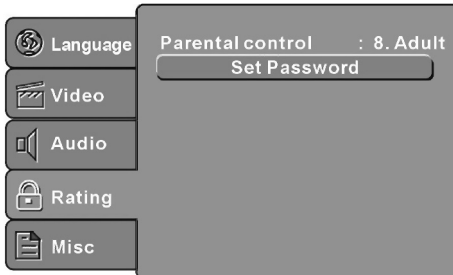 Language
Video
Audio
Rating
Misc
Parental control : 8. Adult
Set Password